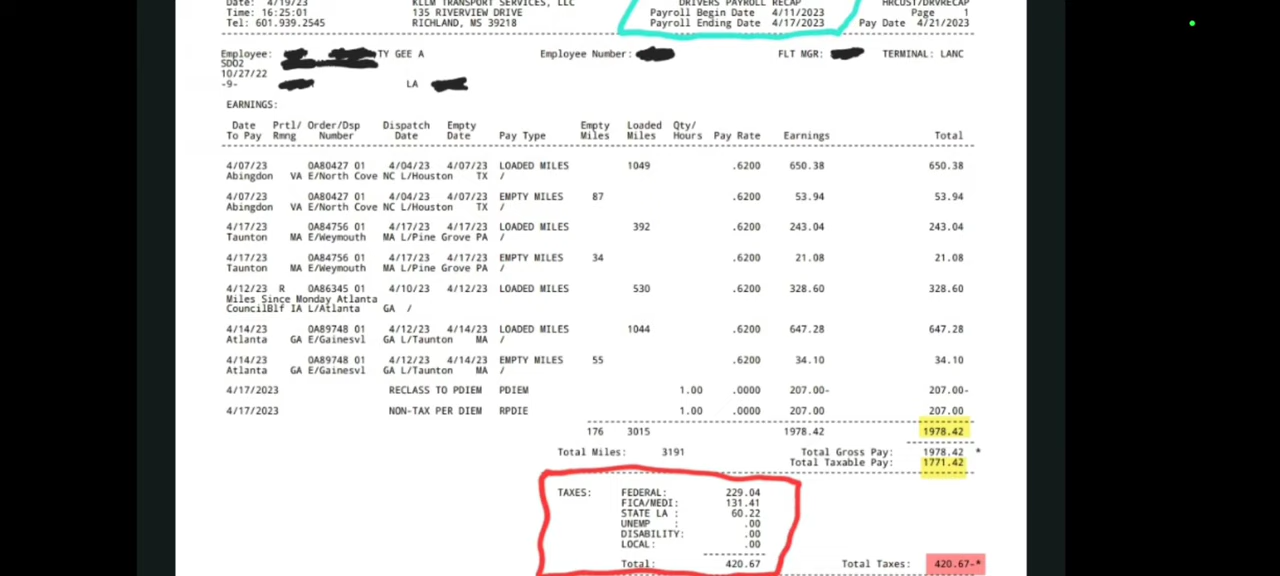 Date: 4/19/23 KLLM TRANSPORT SERVICES, LLC DRIVERS PAYROLL RECAP HRCUST/DRVRECAP
Time: 16:25:01 135 RIVERVIEW DRIVE Payroll Begin Date 4/11/2023 Page 1
Tel: 601.939.2545 RICHLAND, MS 39218 Payroll Ending Date 4/17/2023 Pay Date 4/21/2023
Employee: TY GEE A Employee Number: FLT MGR: TERMINAL: LANC
SDO2
10/27/22
-9- LA
EARNINGS:
Date Prtl/ Order/Dsp Dispatch Empty Empty Loaded Qty/
To Pay Rmng Number Date Date Pay Type Miles Miles Hours Pay Rate Earnings Total
4/07/23 0A80427 01 4/04/23 4/07/23 LOADED MILES 1049 .6200 650.38 650.38
Abingdon VA E/North Cove NC L/Houston TX /
4/07/23 0A80427 01 4/04/23 4/07/23 EMPTY MILES 87 .6200 53.94 53.94
Abingdon VA E/North Cove NC L/Houston TX /
4/17/23 0A84756 01 4/17/23 4/17/23 LOADED MILES 392 .6200 243.04 243.04
Taunton MA E/Weymouth MA L/Pine Grove PA /
4/17/23 0A84756 01 4/17/23 4/17/23 EMPTY MILES 34 .6200 21.08 21.08
Taunton MA E/Weymouth MA L/Pine Grove PA /
4/12/23 R 0A86345 01 4/10/23 4/12/23 LOADED MILES 530 .6200 328.60 328.60
Miles Since Monday Atlanta
CouncilBlf IA L/Atlanta GA /
4/14/23 0A89748 01 4/12/23 4/14/23 LOADED MILES 1044 .6200 647.28 647.28
Atlanta GA E/Gainesvl GA L/Taunton MA /
4/14/23 0A89748 01 4/12/23 4/14/23 EMPTY MILES 55 .6200 34.10 34.10
Atlanta GA E/Gainesvl GA L/Taunton MA /
4/17/2023 RECLASS TO PDIEM PDIEM 1.00 .0000 207.00- 207.00-
4/17/2023 NON-TAX PER DIEM RPDIE 1.00 .0000 207.00 207.00
176 3015 1978.42 1978.42
Total Miles: 3191 Total Gross Pay: 1978.42 *
Total Taxable Pay: 1771.42
TAXES: FEDERAL: 229.04
FICA/MEDI: 131.41
STATE LA : 60.22
UNEMP : .00
DISABILITY: .00
LOCAL: .00
Total: 420.67 Total Taxes: 420.67-*